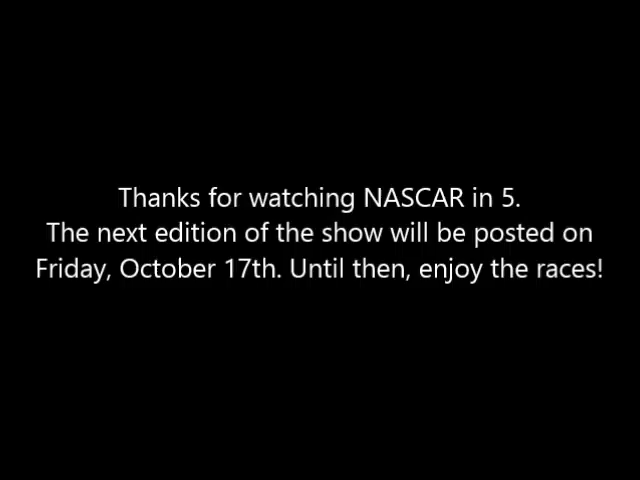 Thanks for watching NASCAR in 5.
The next edition of the show will be posted on
Friday, October 17th. Until then, enjoy the races!